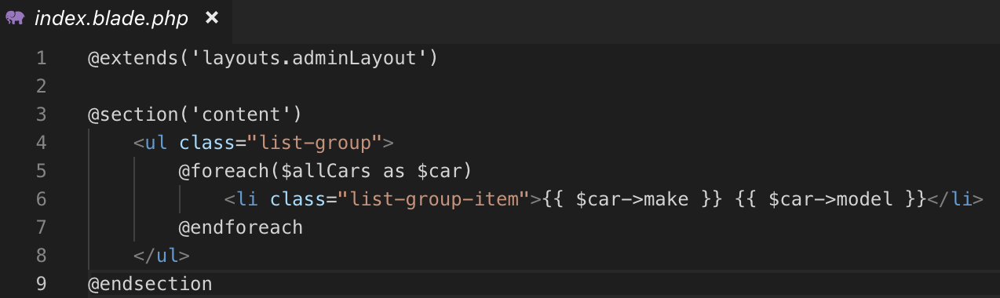 index.blade.php ×
1 @extends('layouts.adminLayout')
2
3 @section('content')
4 <ul class="list-group">
5 @foreach($allCars as $car)
6 <li class="list-group-item">{{ $car->make }} {{ $car->model }}</li>
7 @endforeach
8 </ul>
9 @endsection